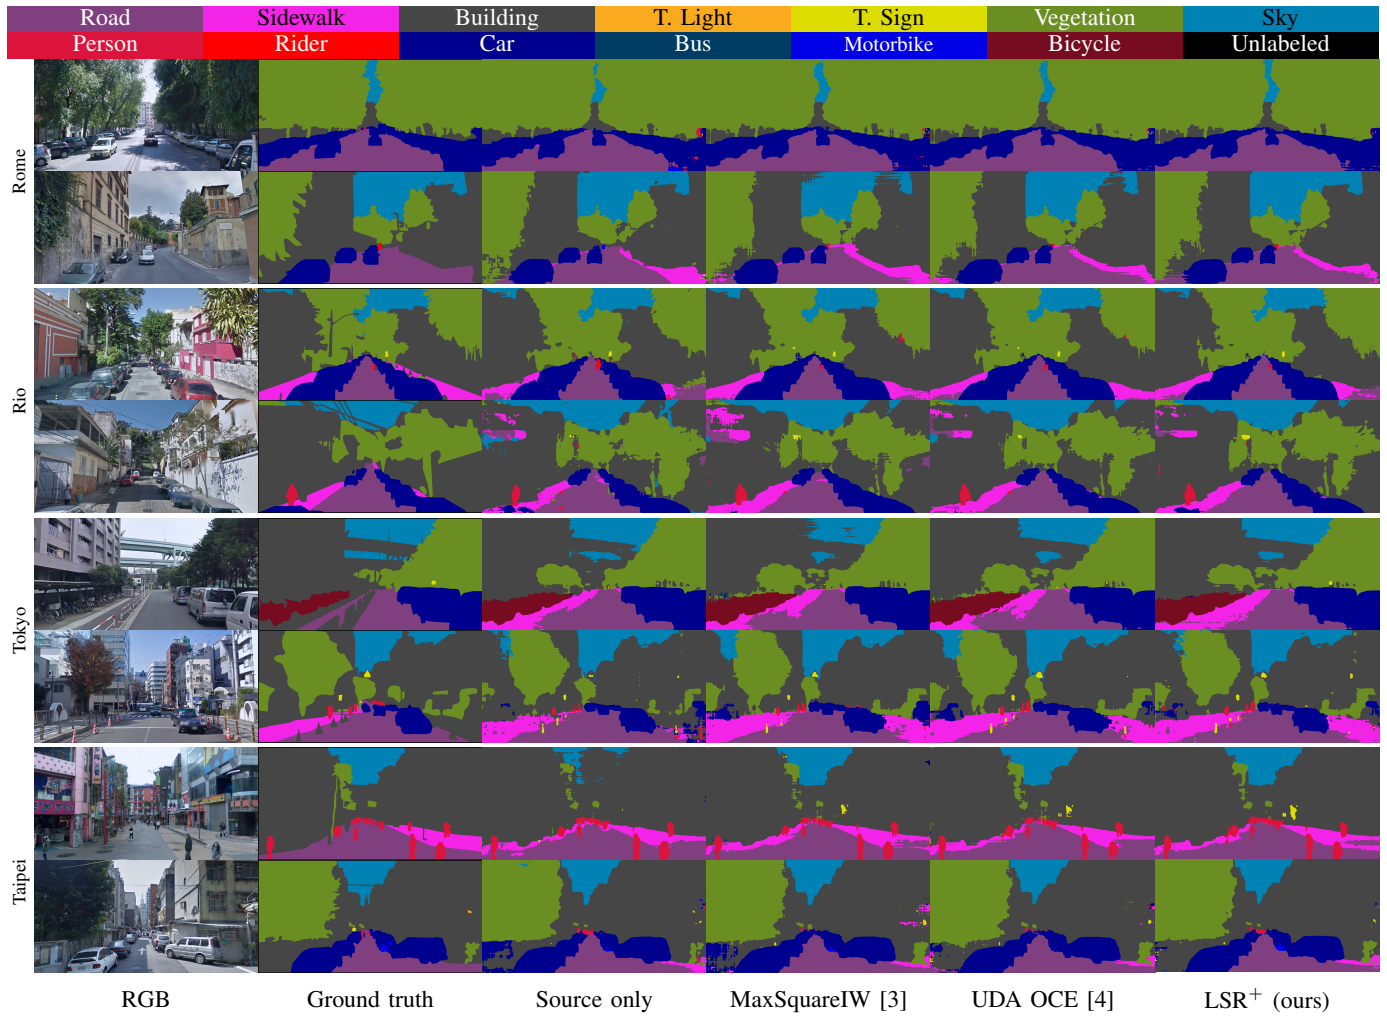 Road Sidewalk Building T. Light T. Sign Vegetation Sky
Person Rider Car Bus Motorbike Bicycle Unlabeled
Rome
Rio
Tokyo
Taipei
RGB Ground truth Source only MaxSquareIW [3] UDA OCE [4] LSR+ (ours)